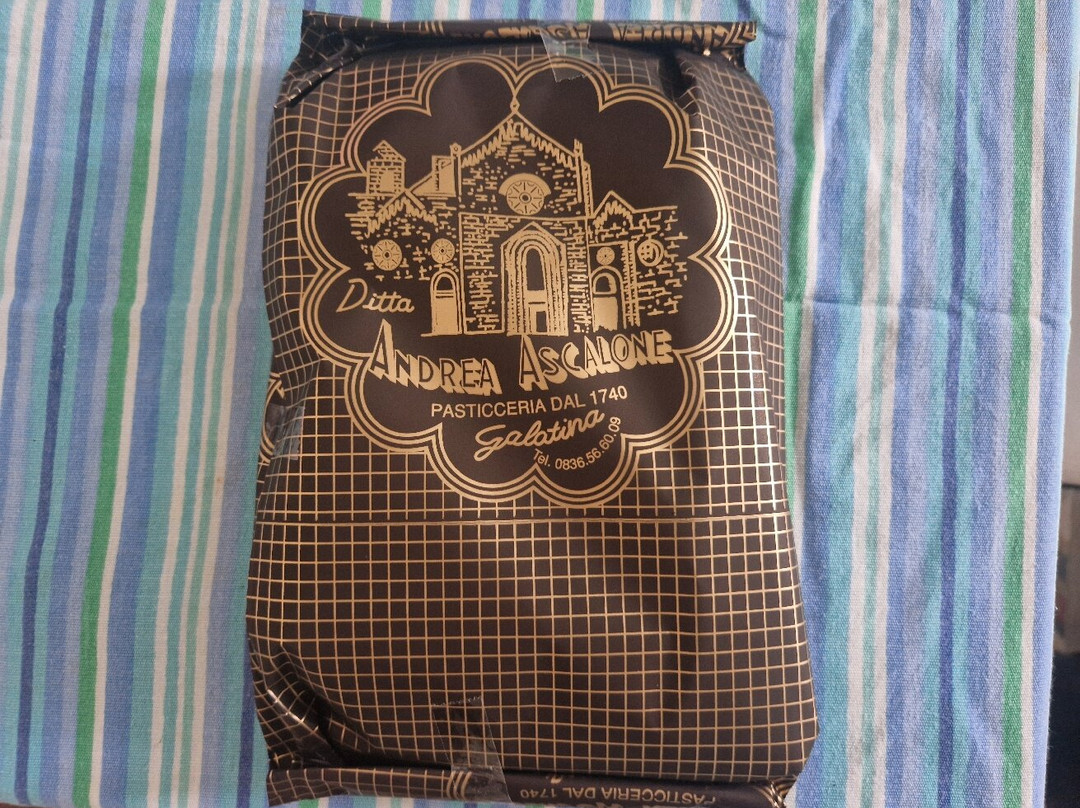 Ditta
ANDREA ASCALONE
PASTICCERIA DAL 1740
Galatina
Tel. 0836.56.60.09
PASTICCERIA DAL 1740